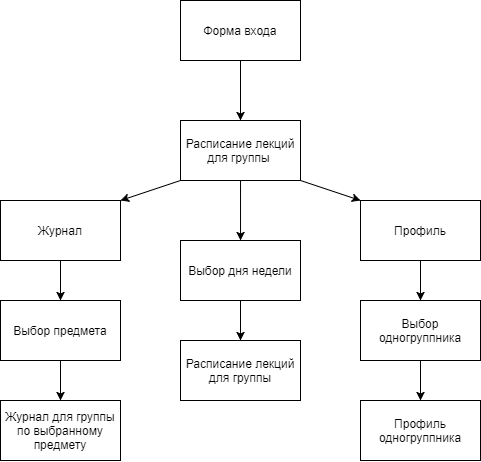 Форма входа
Расписание лекций
для группы
Журнал
Выбор дня недели
Профиль
Выбор предмета
Расписание лекций
для группы
Выбор
одногруппника
Журнал для группы
по выбранному
предмету
Профиль
одногруппника